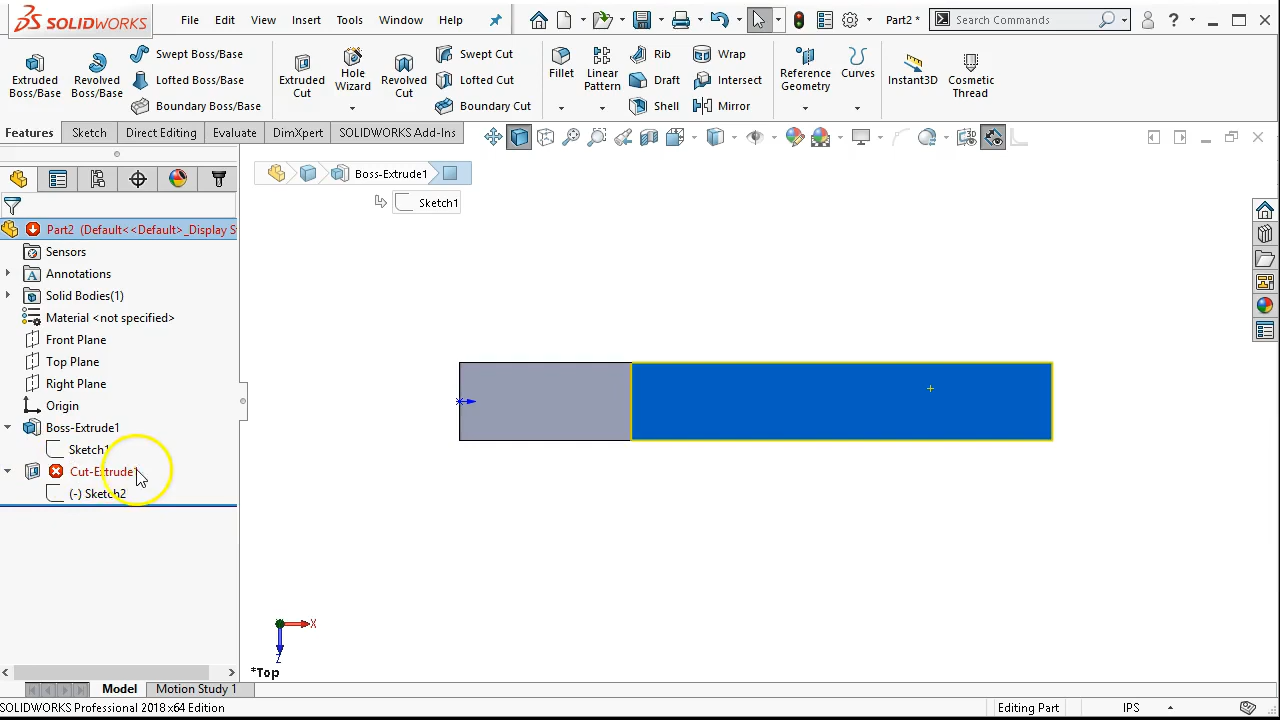 SOLIDWORKS File Edit View Insert Tools Window Help Part2 * Search Commands ?
Extruded Boss/Base
Revolved Boss/Base
Swept Boss/Base
Lofted Boss/Base
Boundary Boss/Base
Extruded Cut
Hole Wizard
Revolved Cut
Swept Cut
Lofted Cut
Boundary Cut
Fillet
Linear Pattern
Rib
Draft
Shell
Wrap
Intersect
Mirror
Reference Geometry
Curves
Instant3D
Cosmetic Thread
Features Sketch Direct Editing Evaluate DimXpert SOLIDWORKS Add-Ins
Boss-Extrude1
Sketch1
Part2 (Default<<Default>_Display S
Sensors
Annotations
Solid Bodies(1)
Material <not specified>
Front Plane
Top Plane
Right Plane
Origin
Boss-Extrude1
Sketch1
Cut-Extrude1
(-) Sketch2
X
Z
*Top
Model Motion Study 1
SOLIDWORKS Professional 2018 x64 Edition Editing Part IPS